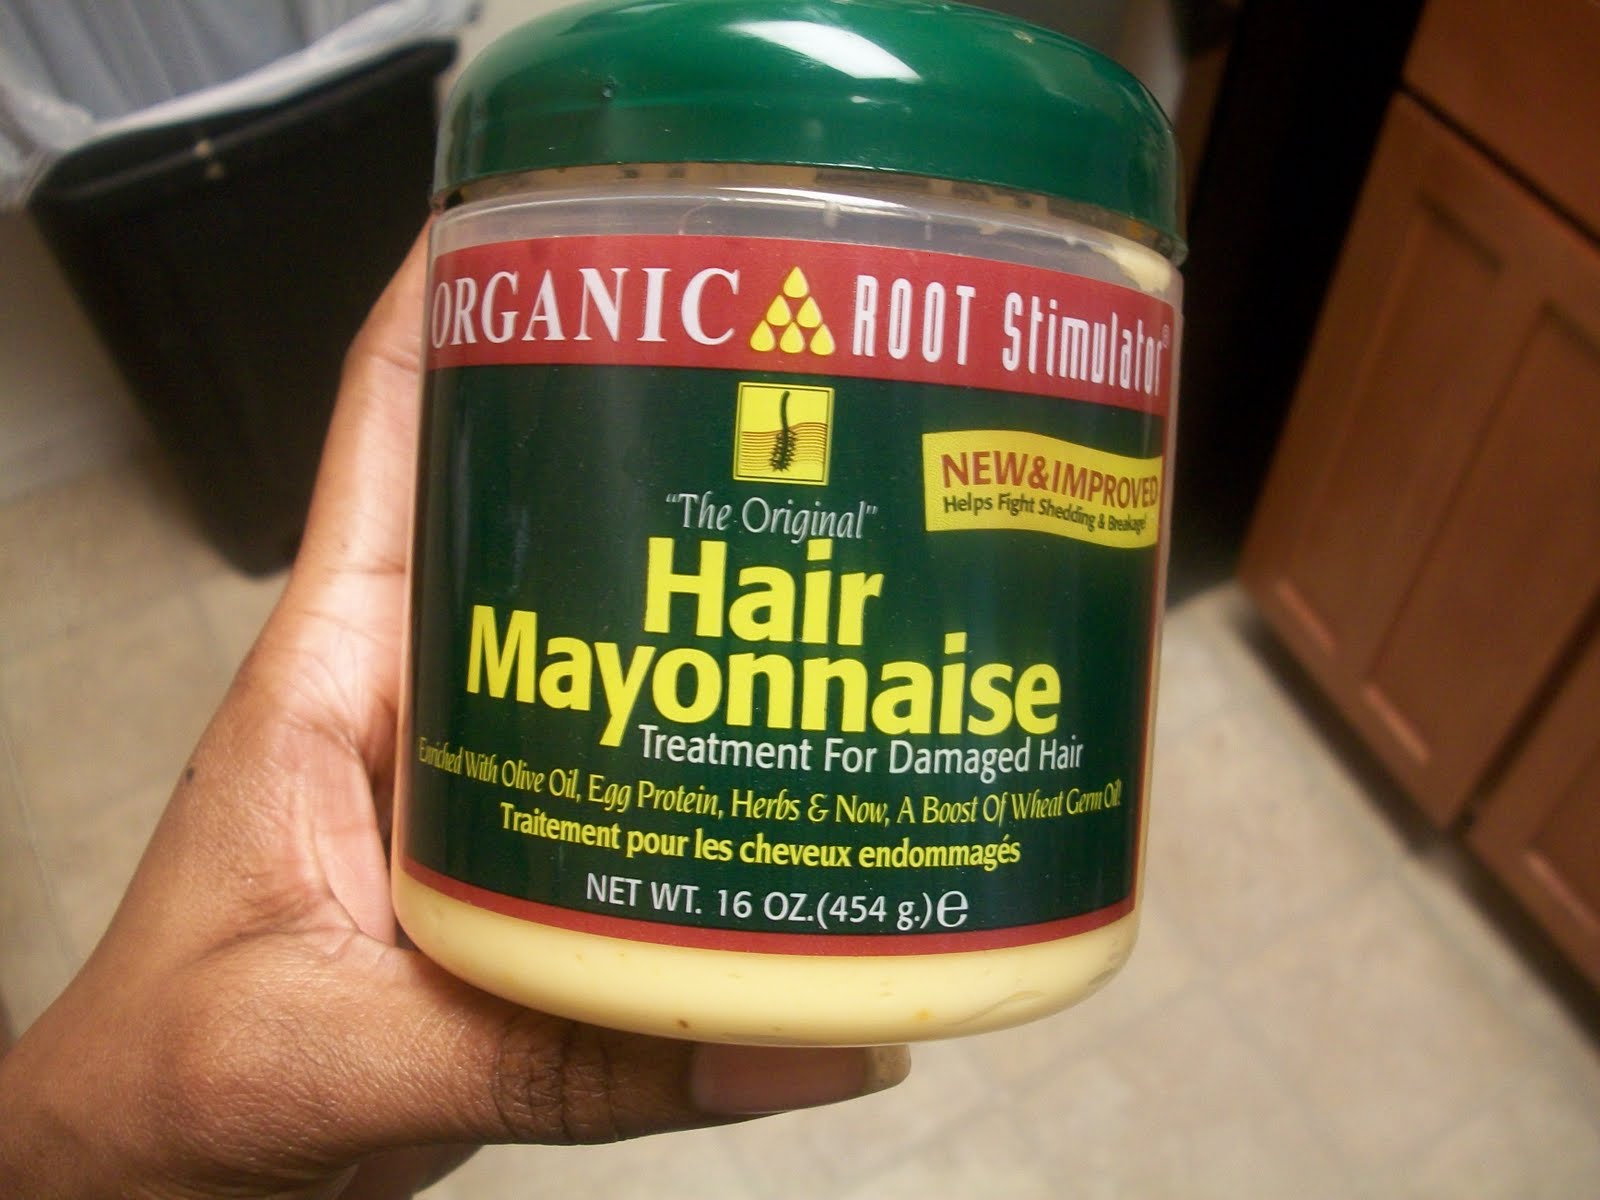 ORGANIC ROOT Stimulator®
NEW&IMPROVED
Helps Fight Shedding & Breakage!
"The Original"
Hair
Mayonnaise
Treatment For Damaged Hair
Enriched With Olive Oil, Egg Protein, Herbs & Now, A Boost Of Wheat Germ Oil!
Traitement pour les cheveux endommagés
NET WT. 16 OZ.(454 g.)℮